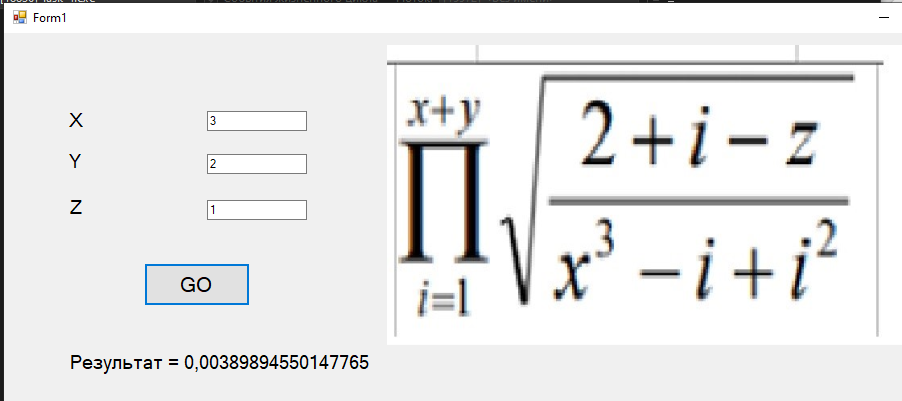 Form1
X 3
Y 2
Z 1
GO
Результат = 0,00389894550147765
x+y
∏
i=1
√
2 + i − z
x³ − i + i²